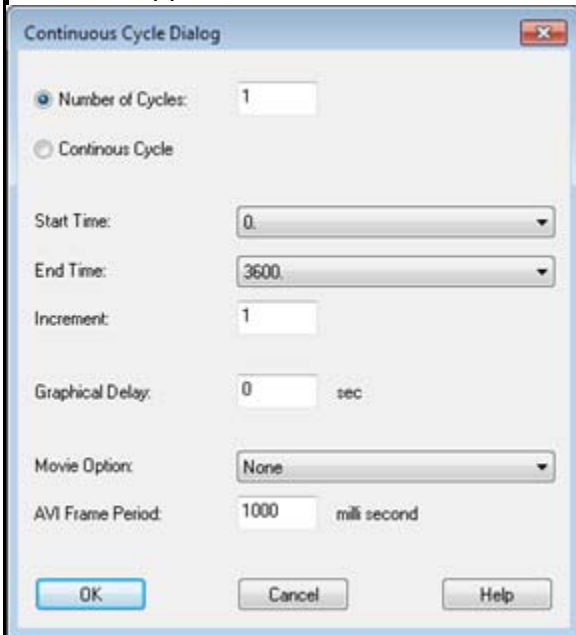 Continuous Cycle Dialog
Number of Cycles: 1
Continous Cycle
Start Time: 0.
End Time: 3600.
Increment: 1
Graphical Delay: 0 sec
Movie Option: None
AVI Frame Period: 1000 milli second
OK Cancel Help